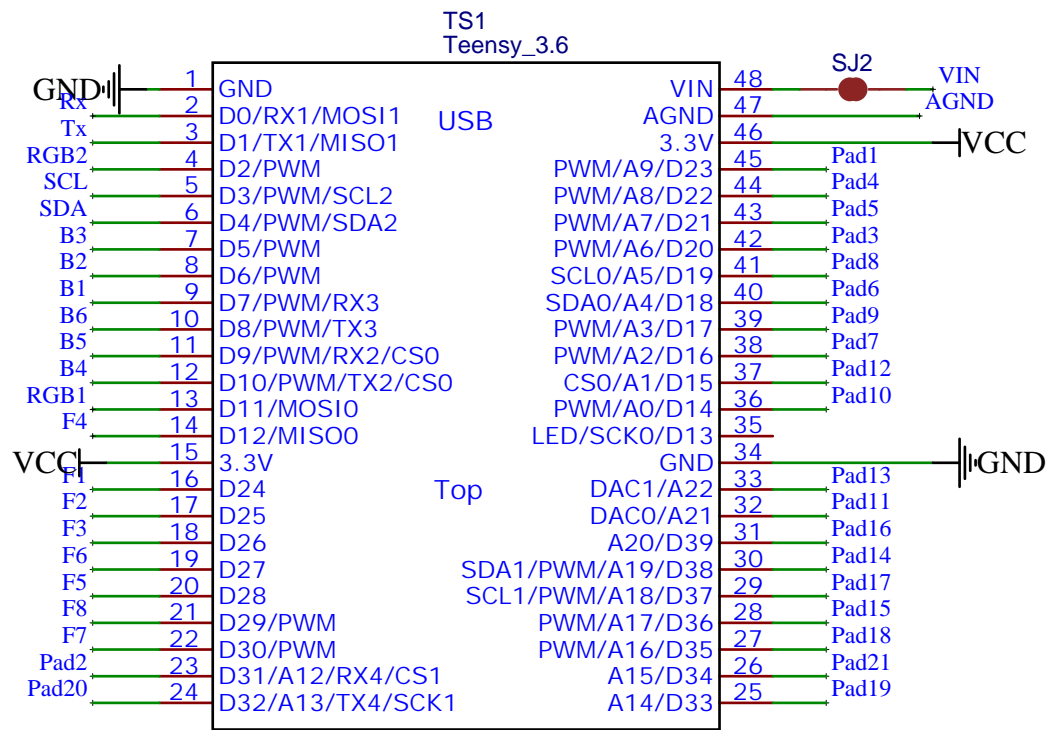 TS1
Teensy_3.6
GND 1 GND VIN 48 SJ2 VIN
Rx 2 D0/RX1/MOSI1 USB AGND 47 AGND
Tx 3 D1/TX1/MISO1 3.3V 46 VCC
RGB2 4 D2/PWM PWM/A9/D23 45 Pad1
SCL 5 D3/PWM/SCL2 PWM/A8/D22 44 Pad4
SDA 6 D4/PWM/SDA2 PWM/A7/D21 43 Pad5
B3 7 D5/PWM PWM/A6/D20 42 Pad3
B2 8 D6/PWM SCL0/A5/D19 41 Pad8
B1 9 D7/PWM/RX3 SDA0/A4/D18 40 Pad6
B6 10 D8/PWM/TX3 PWM/A3/D17 39 Pad9
B5 11 D9/PWM/RX2/CS0 PWM/A2/D16 38 Pad7
B4 12 D10/PWM/TX2/CS0 CS0/A1/D15 37 Pad12
RGB1 13 D11/MOSI0 PWM/A0/D14 36 Pad10
F4 14 D12/MISO0 LED/SCK0/D13 35
VCC 15 3.3V GND 34 GND
F1 16 D24 Top DAC1/A22 33 Pad13
F2 17 D25 DAC0/A21 32 Pad11
F3 18 D26 A20/D39 31 Pad16
F6 19 D27 SDA1/PWM/A19/D38 30 Pad14
F5 20 D28 SCL1/PWM/A18/D37 29 Pad17
F8 21 D29/PWM PWM/A17/D36 28 Pad15
F7 22 D30/PWM PWM/A16/D35 27 Pad18
Pad2 23 D31/A12/RX4/CS1 A15/D34 26 Pad21
Pad20 24 D32/A13/TX4/SCK1 A14/D33 25 Pad19